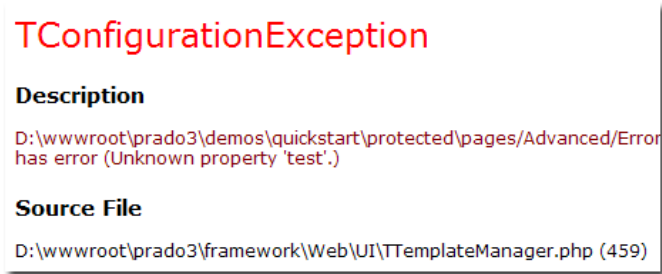 TConfigurationException
Description
D:\wwwroot\prado3\demos\quickstart\protected\pages/Advanced/Error
has error (Unknown property 'test'.)
Source File
D:\wwwroot\prado3\framework\Web\UI\TTemplateManager.php (459)